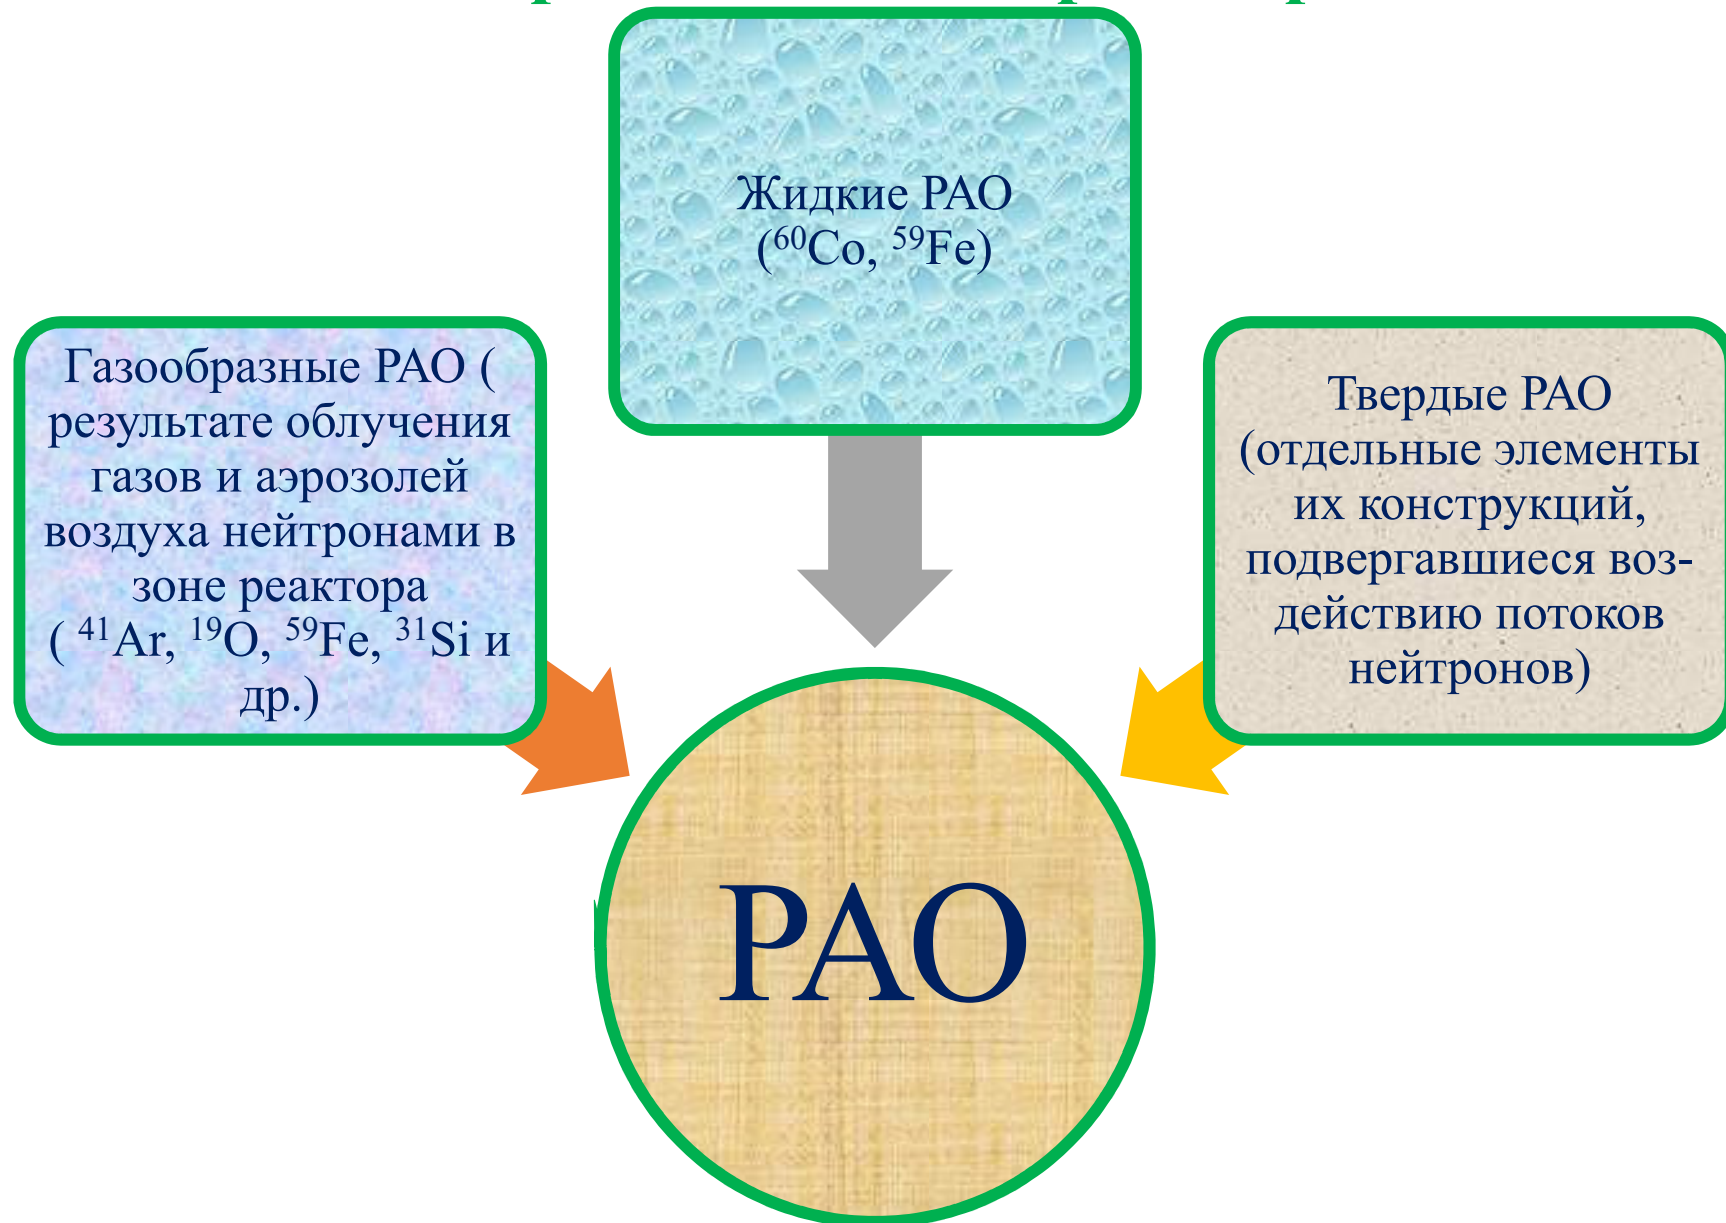 Газообразные РАО (
результате облучения
газов и аэрозолей
воздуха нейтронами в
зоне реактора
( ⁴¹Ar, ¹⁹O, ⁵⁹Fe, ³¹Si и
др.)
Жидкие РАО
(⁶⁰Co, ⁵⁹Fe)
Твердые РАО
(отдельные элементы
их конструкций,
подвергавшиеся воз-
действию потоков
нейтронов)
РАО